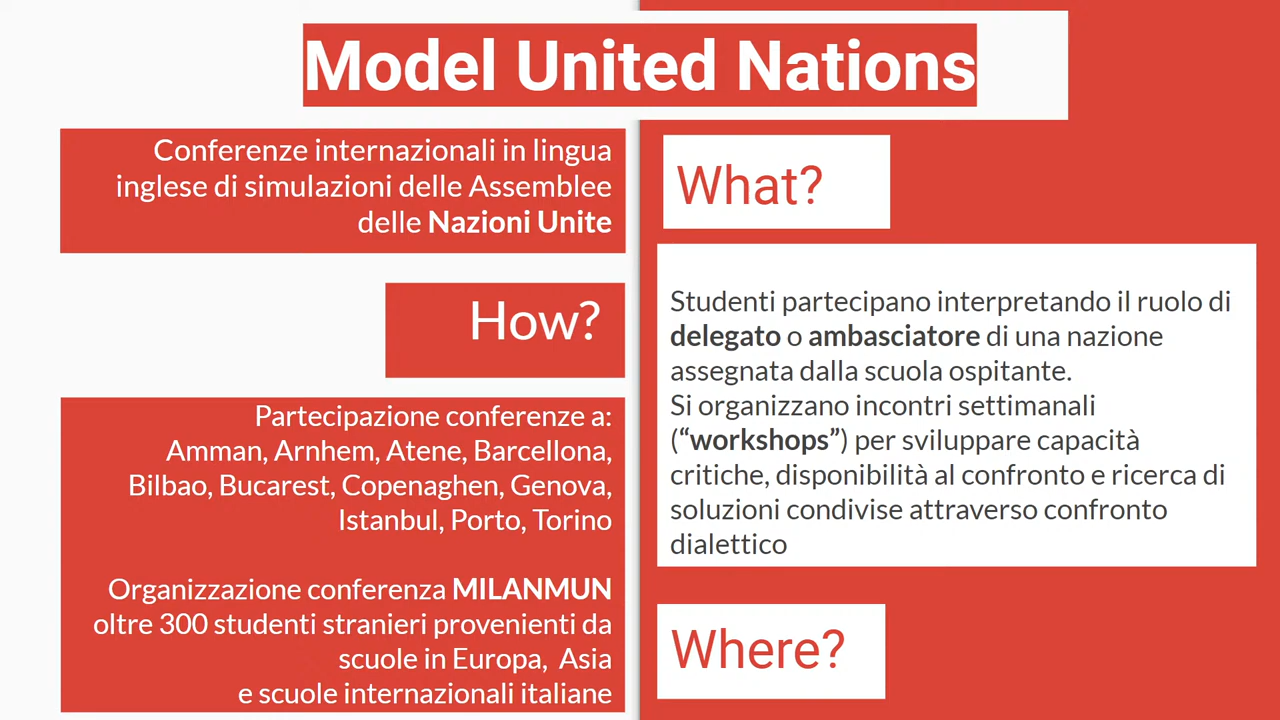 Model United Nations
Conferenze internazionali in lingua
inglese di simulazioni delle Assemblee
delle Nazioni Unite
What?
How?
Studenti partecipano interpretando il ruolo di
delegato o ambasciatore di una nazione
assegnata dalla scuola ospitante.
Si organizzano incontri settimanali
(“workshops”) per sviluppare capacità
critiche, disponibilità al confronto e ricerca di
soluzioni condivise attraverso confronto
dialettico
Partecipazione conferenze a:
Amman, Arnhem, Atene, Barcellona,
Bilbao, Bucarest, Copenaghen, Genova,
Istanbul, Porto, Torino
Organizzazione conferenza MILANMUN
oltre 300 studenti stranieri provenienti da
scuole in Europa, Asia
e scuole internazionali italiane
Where?